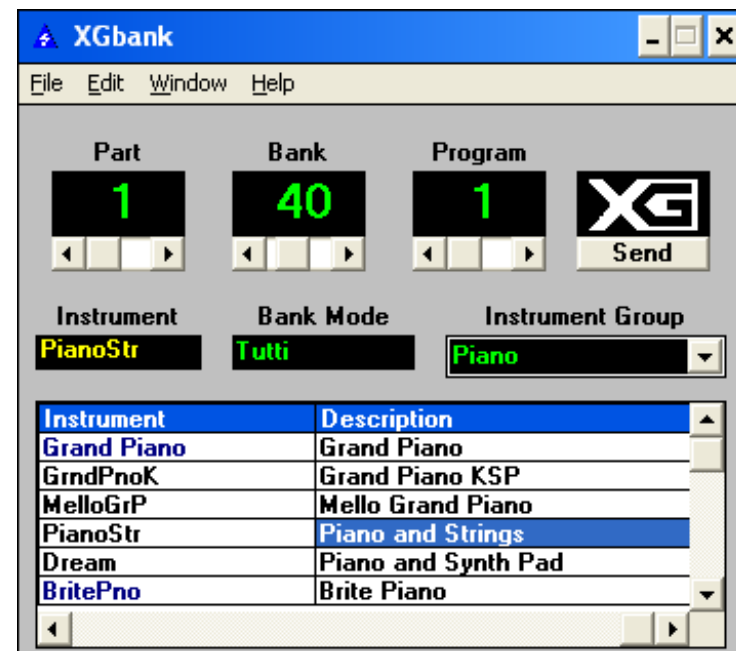 XGbank
File Edit Window Help
Part Bank Program
1 40 1 XG
Send
Instrument Bank Mode Instrument Group
PianoStr Tutti Piano
Instrument Description
Grand Piano Grand Piano
GrndPnoK Grand Piano KSP
MelloGrP Mello Grand Piano
PianoStr Piano and Strings
Dream Piano and Synth Pad
BritePno Brite Piano